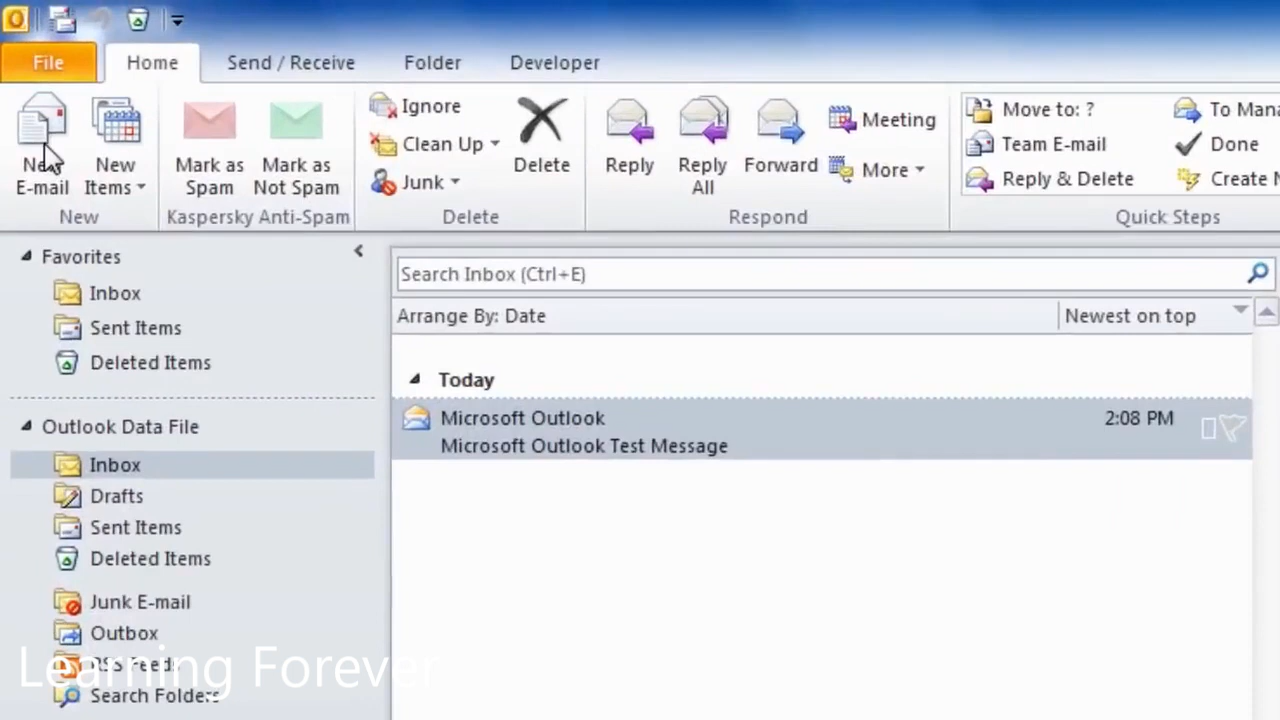 File Home Send / Receive Folder Developer
New E-mail
New Items
New
Mark as Spam
Mark as Not Spam
Kaspersky Anti-Spam
Ignore
Clean Up
Junk
Delete
Delete
Reply
Reply All
Forward
Meeting
More
Respond
Move to: ?
Team E-mail
Reply & Delete
To
Done
Create
Quick Steps
Favorites
Inbox
Sent Items
Deleted Items
Outlook Data File
Inbox
Drafts
Sent Items
Deleted Items
Junk E-mail
Outbox
RSS Feeds
Search Folders
Search Inbox (Ctrl+E)
Arrange By: Date Newest on top
Today
Microsoft Outlook 2:08 PM
Microsoft Outlook Test Message
Learning Forever